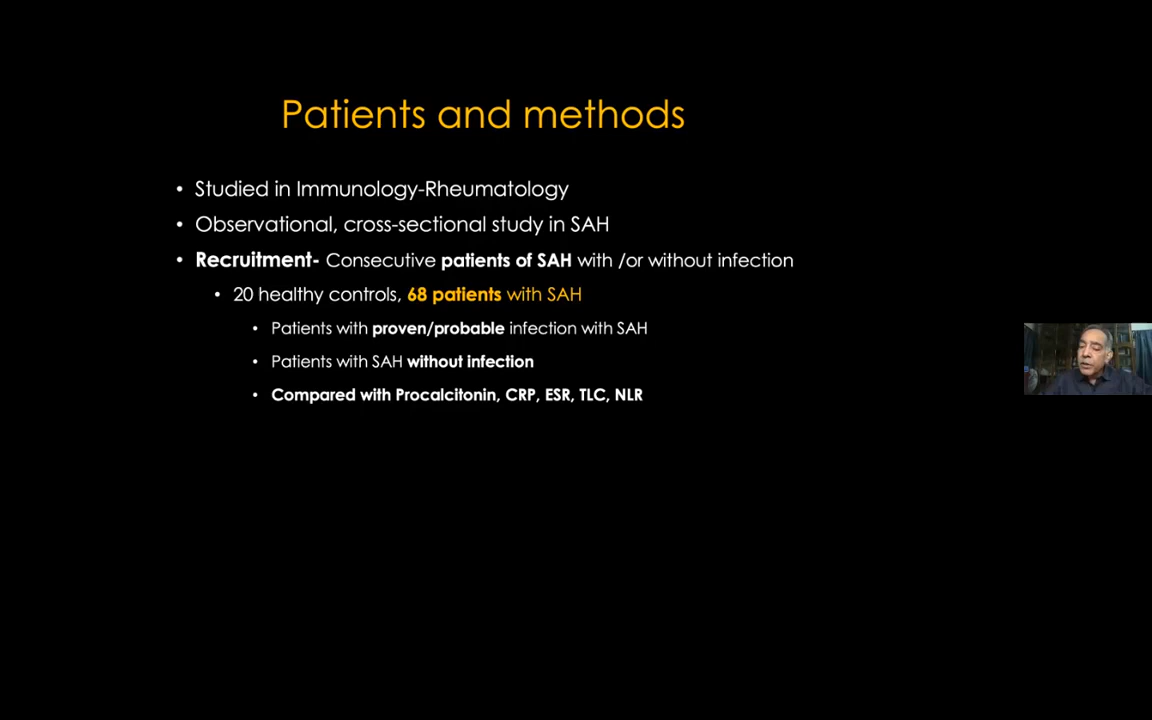 Patients and methods
• Studied in Immunology-Rheumatology
• Observational, cross-sectional study in SAH
• Recruitment- Consecutive patients of SAH with /or without infection
• 20 healthy controls, 68 patients with SAH
• Patients with proven/probable infection with SAH
• Patients with SAH without infection
• Compared with Procalcitonin, CRP, ESR, TLC, NLR